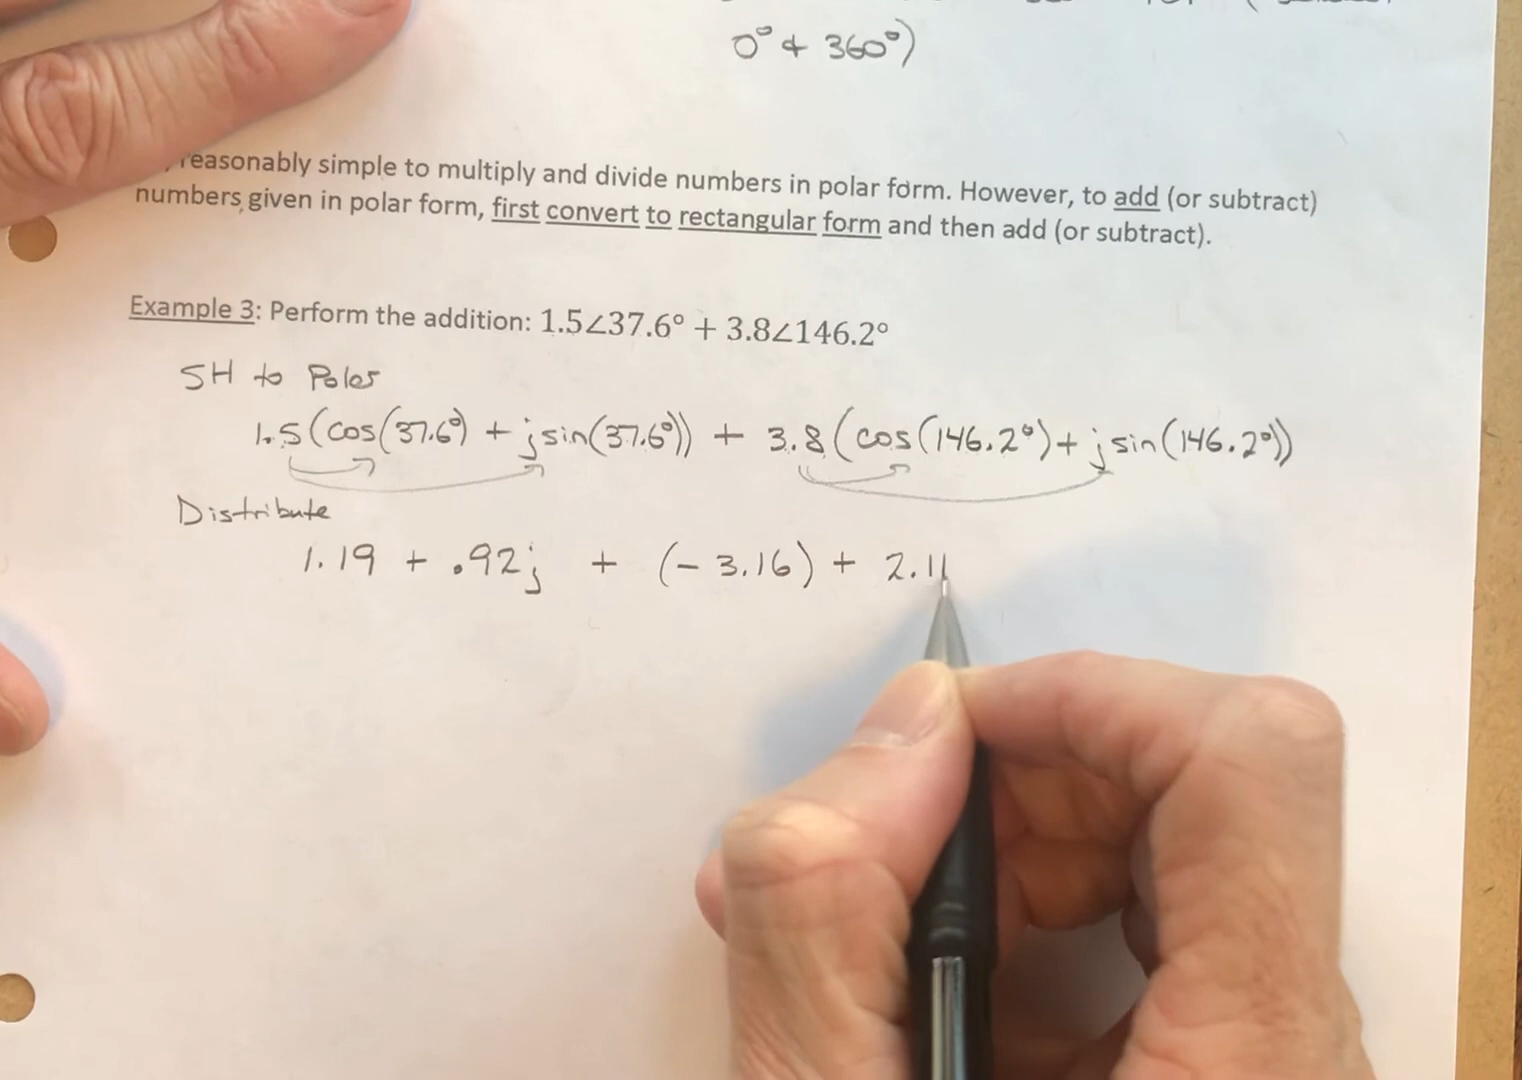 0° & 360°)
reasonably simple to multiply and divide numbers in polar form. However, to add (or subtract)
numbers given in polar form, first convert to rectangular form and then add (or subtract).
Example 3: Perform the addition: 1.5∠37.6° + 3.8∠146.2°
SH to Polar
1.5(cos(37.6°) + jsin(37.6°)) + 3.8(cos(146.2°) + jsin(146.2°))
Distribute
1.19 + .92j + (-3.16) + 2.11